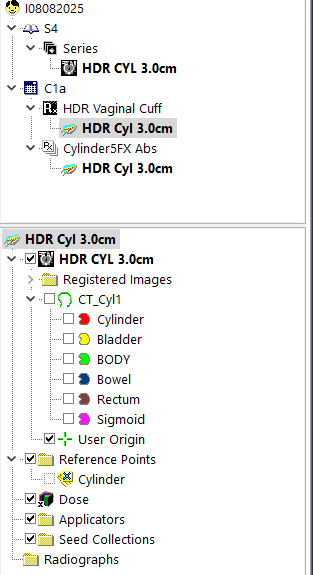 I08082025
S4
Series
HDR CYL 3.0cm
C1a
HDR Vaginal Cuff
HDR Cyl 3.0cm
Cylinder5FX Abs
HDR Cyl 3.0cm
HDR Cyl 3.0cm
HDR CYL 3.0cm
Registered Images
CT_Cyl1
Cylinder
Bladder
BODY
Bowel
Rectum
Sigmoid
User Origin
Reference Points
Cylinder
Dose
Applicators
Seed Collections
Radiographs